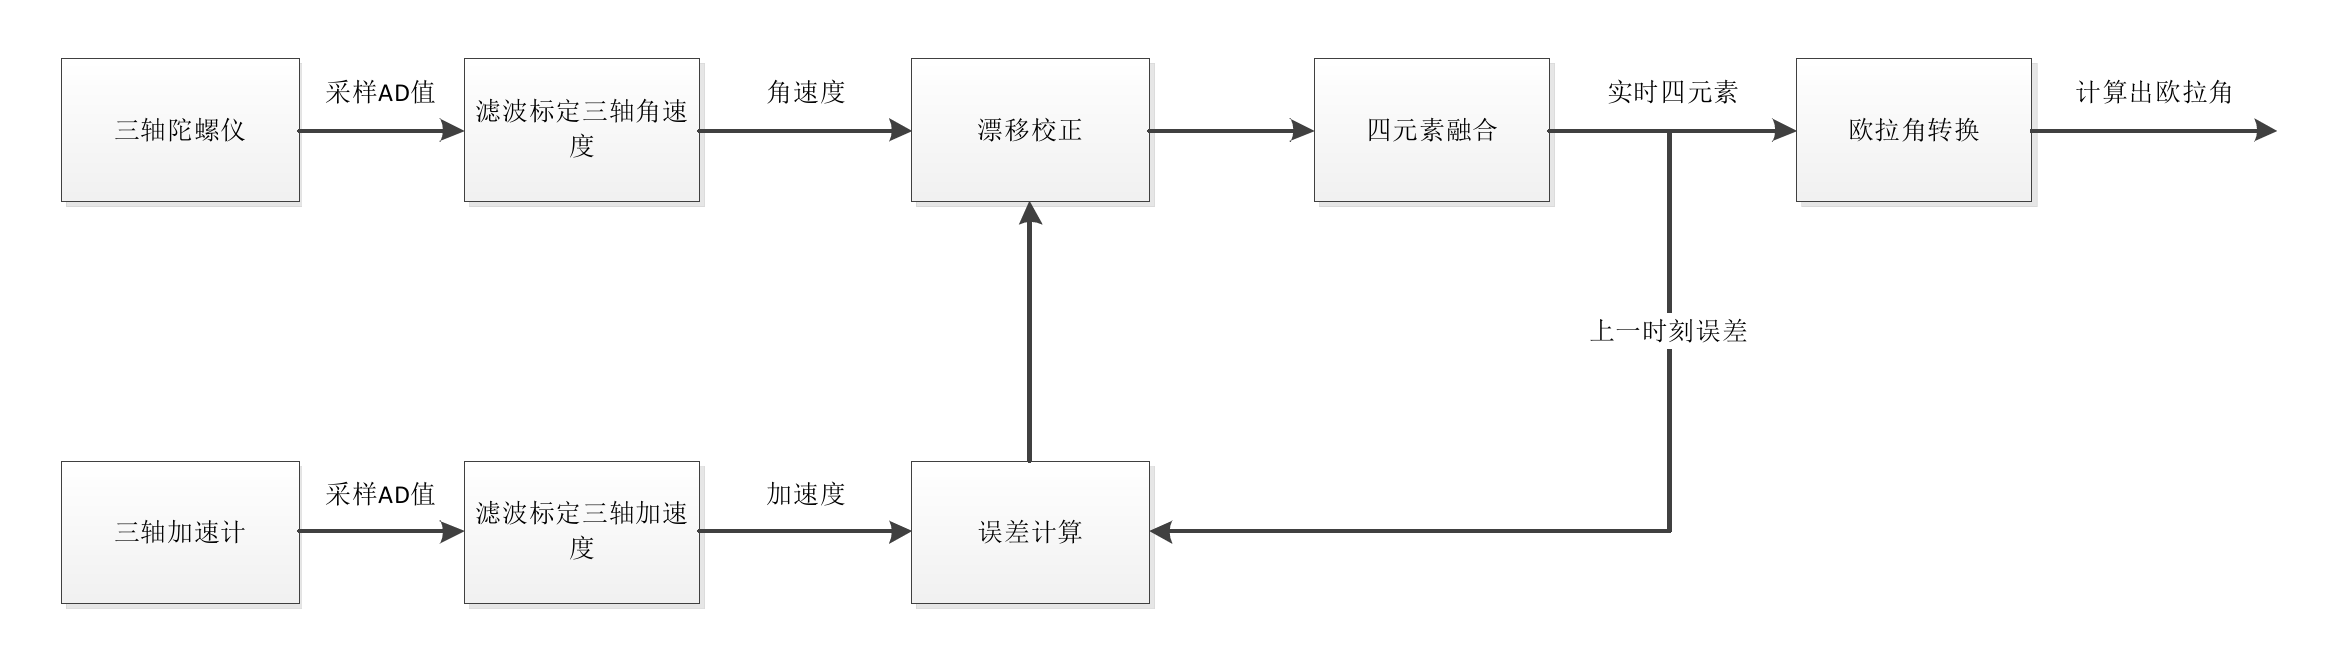 采样AD值
角速度
实时四元素
计算出欧拉角
三轴陀螺仪
滤波标定三轴角速
度
漂移校正
四元素融合
欧拉角转换
上一时刻误差
采样AD值
加速度
三轴加速计
滤波标定三轴加速
度
误差计算